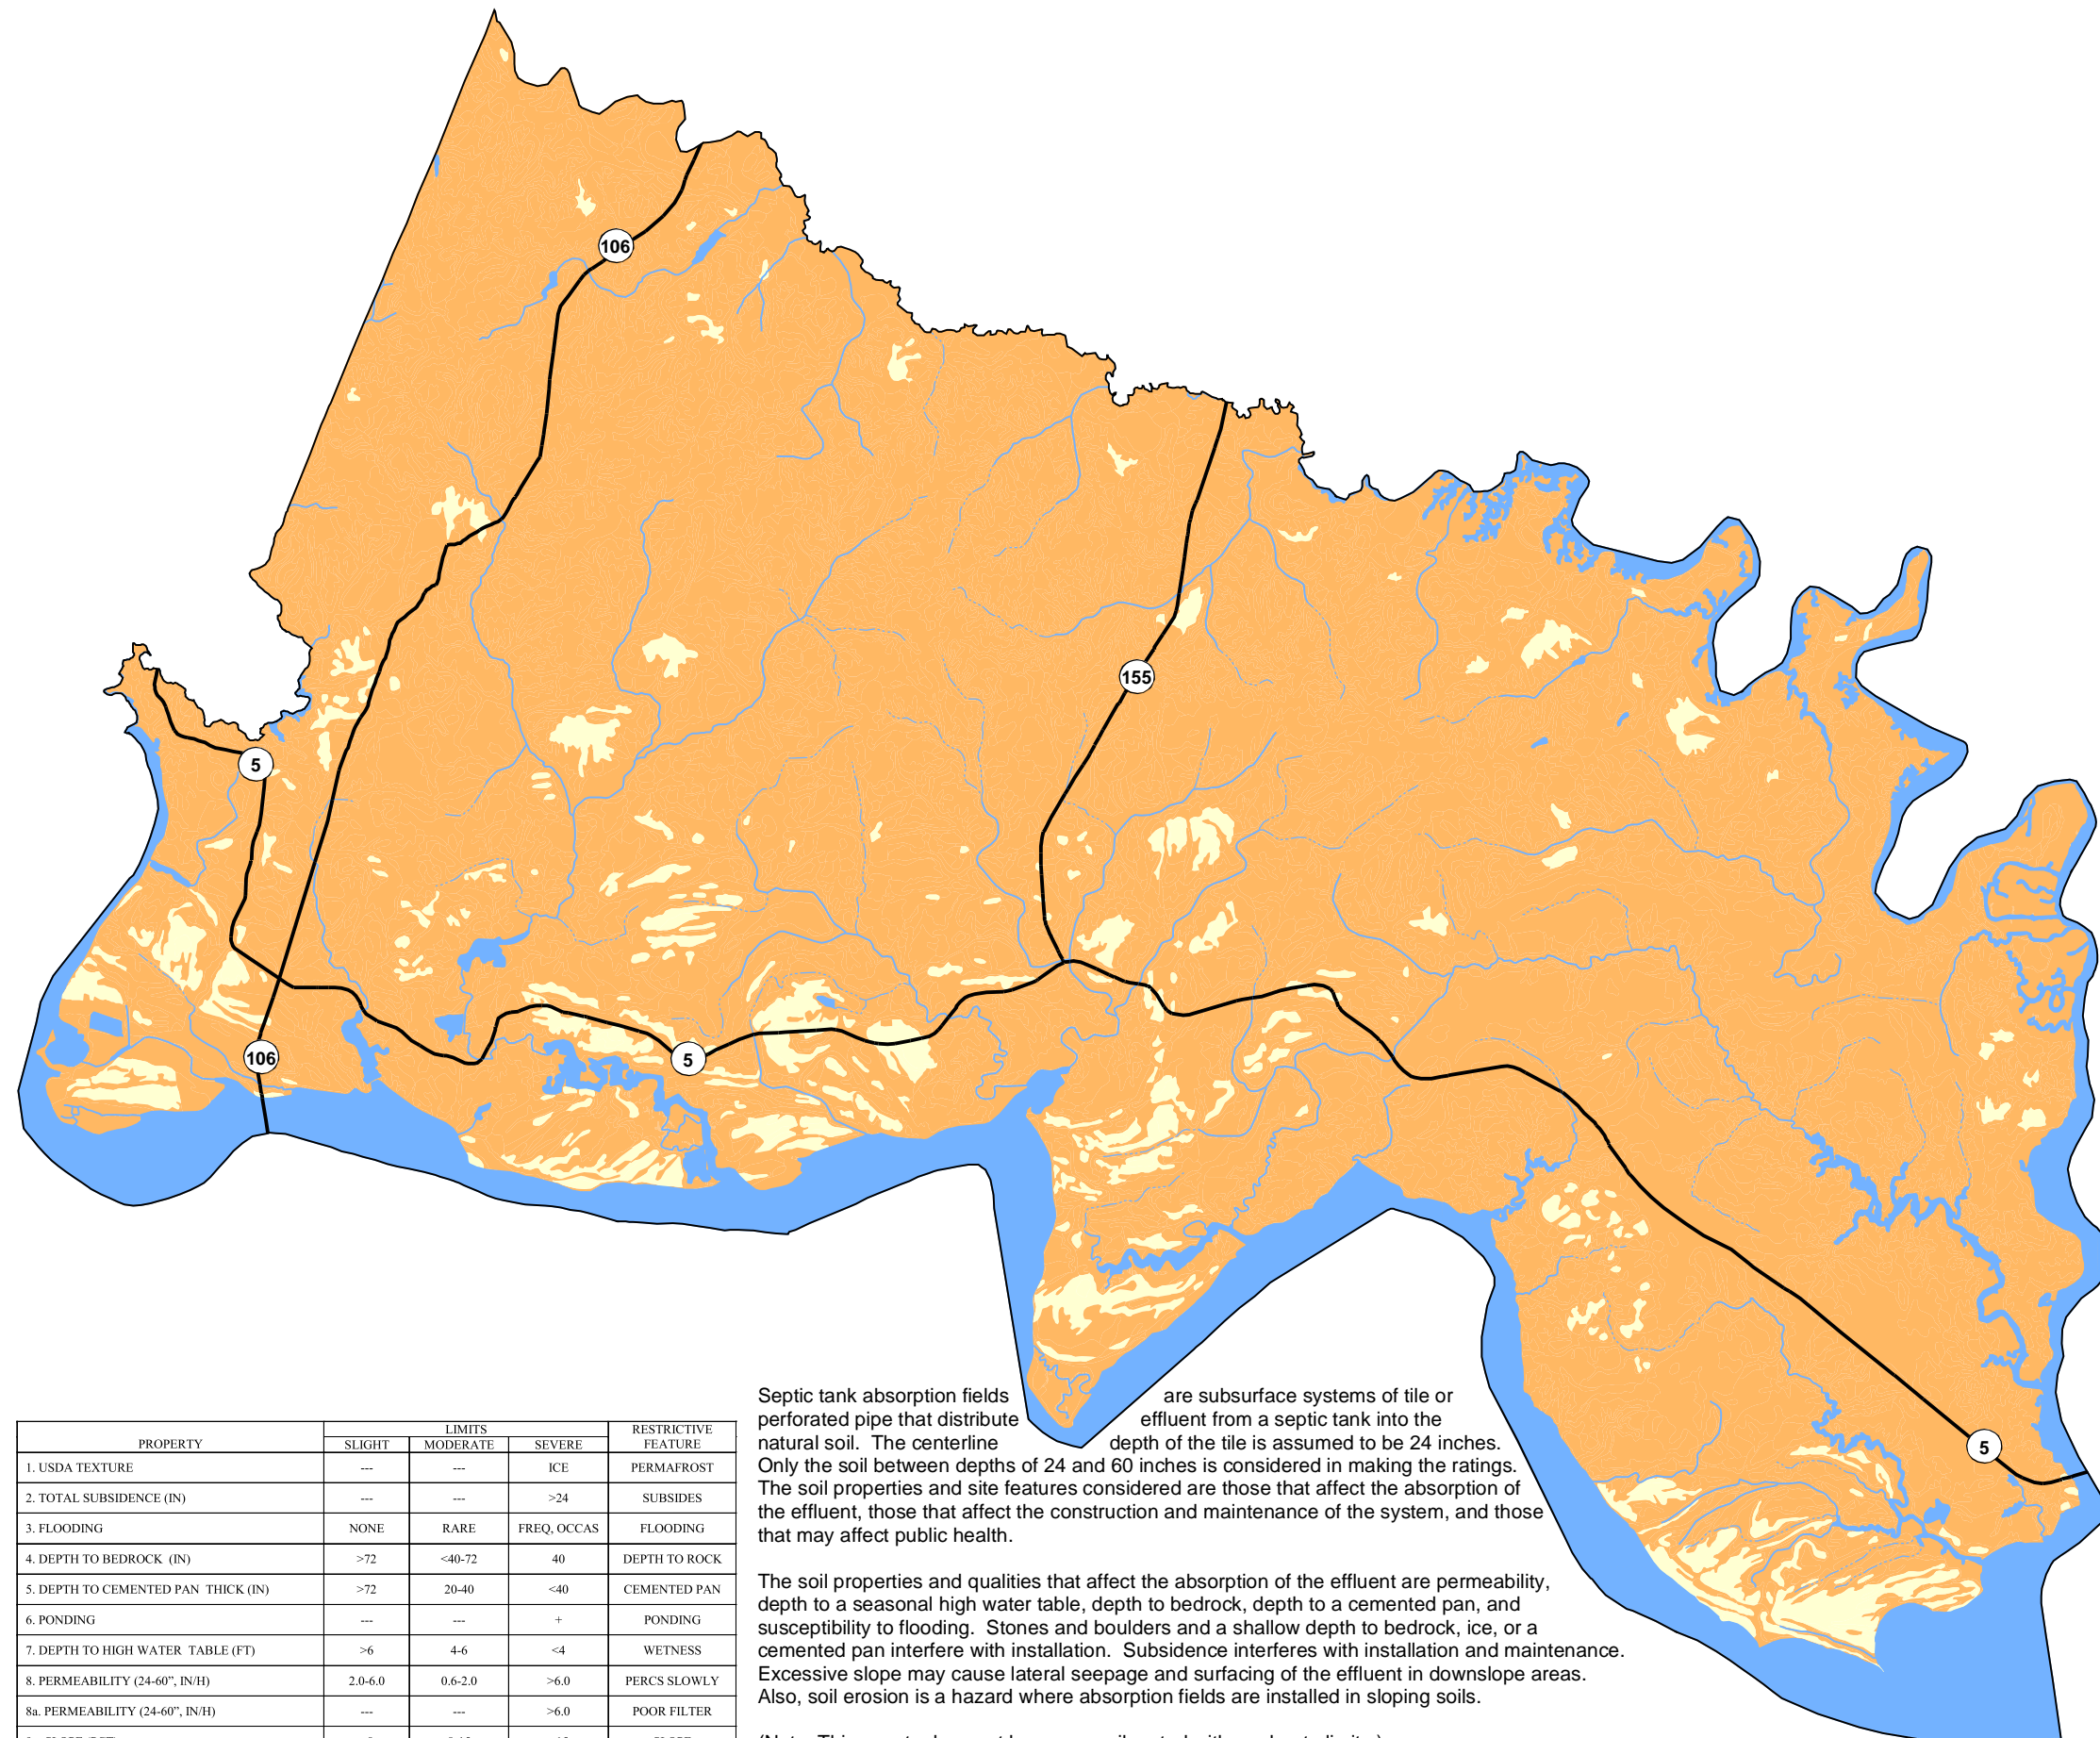 106
155
5
106
5
5
PROPERTY LIMITS RESTRICTIVE FEATURE
SLIGHT MODERATE SEVERE
1. USDA TEXTURE --- --- ICE PERMAFROST
2. TOTAL SUBSIDENCE (IN) --- --- >24 SUBSIDES
3. FLOODING NONE RARE FREQ, OCCAS FLOODING
4. DEPTH TO BEDROCK (IN) >72 <40-72 40 DEPTH TO ROCK
5. DEPTH TO CEMENTED PAN THICK (IN) >72 20-40 <40 CEMENTED PAN
6. PONDING --- --- + PONDING
7. DEPTH TO HIGH WATER TABLE (FT) >6 4-6 <4 WETNESS
8. PERMEABILITY (24-60”, IN/H) 2.0-6.0 0.6-2.0 >6.0 PERCS SLOWLY
8a. PERMEABILITY (24-60”, IN/H) --- --- >6.0 POOR FILTER
Septic tank absorption fields are subsurface systems of tile or
perforated pipe that distribute effluent from a septic tank into the
natural soil. The centerline depth of the tile is assumed to be 24 inches.
Only the soil between depths of 24 and 60 inches is considered in making the ratings.
The soil properties and site features considered are those that affect the absorption of
the effluent, those that affect the construction and maintenance of the system, and those
that may affect public health.
The soil properties and qualities that affect the absorption of the effluent are permeability,
depth to a seasonal high water table, depth to bedrock, depth to a cemented pan, and
susceptibility to flooding. Stones and boulders and a shallow depth to bedrock, ice, or a
cemented pan interfere with installation. Subsidence interferes with installation and maintenance.
Excessive slope may cause lateral seepage and surfacing of the effluent in downslope areas.
Also, soil erosion is a hazard where absorption fields are installed in sloping soils.